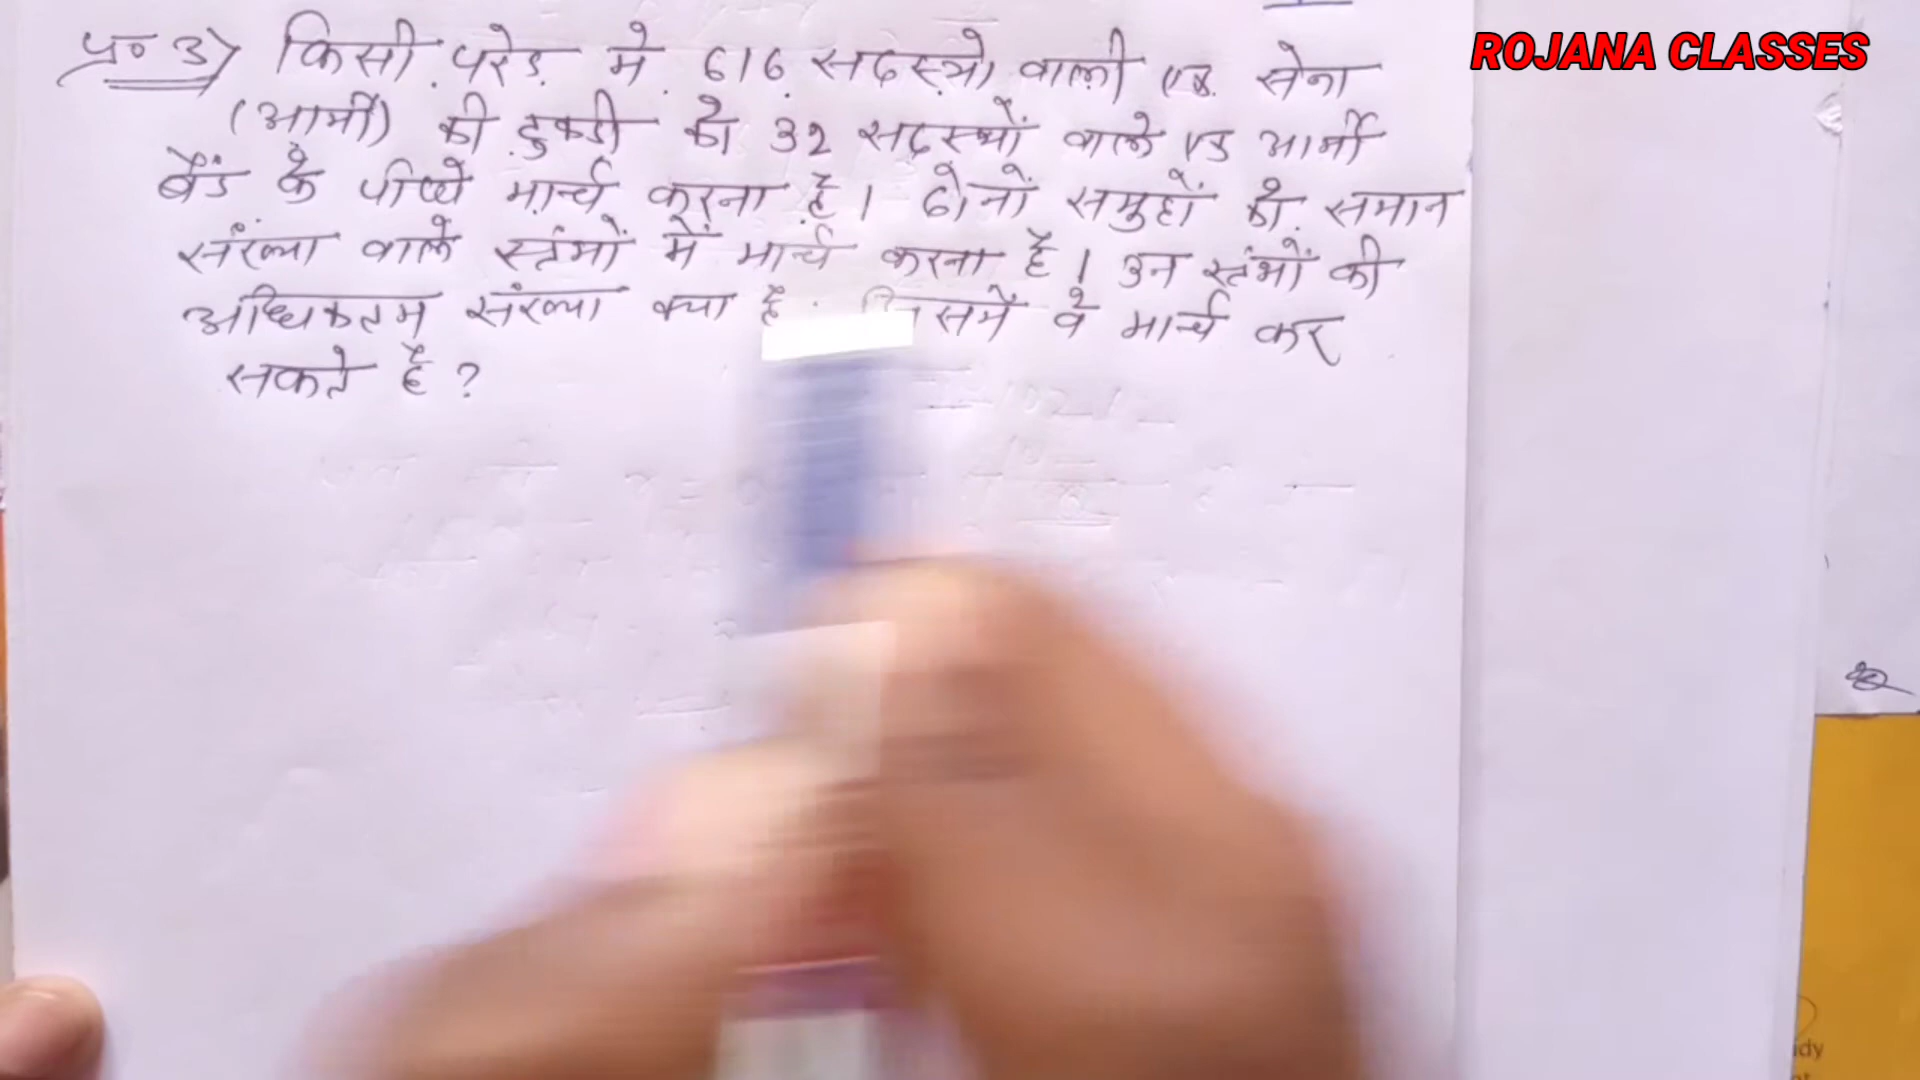 ROJANA CLASSES
प्र० 3) किसी परेड में 616 सदस्यो वाली एक सेना
(आर्मी) की टुकड़ी को 32 सदस्यों वाले एक आर्मी
बैंड के पीछे मार्च करना है। दोनों समुहों को समान
संख्या वाले स्तंभों में मार्च करना है। उन स्तंभों की
अधिकतम संख्या क्या है वे मार्च कर
सकते है?